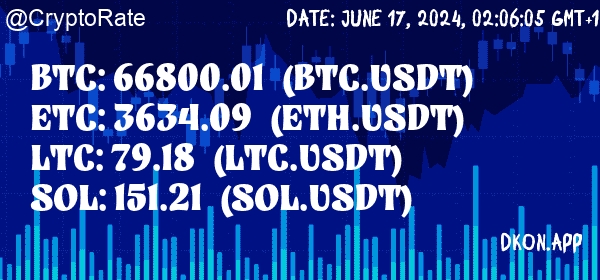 @CryptoRate
DATE: JUNE 17, 2024, 02:06:05 GMT+1
BTC: 66800.01 (BTC.USDT)
ETC: 3634.09 (ETH.USDT)
LTC: 79.18 (LTC.USDT)
SOL: 151.21 (SOL.USDT)
DKON.APP